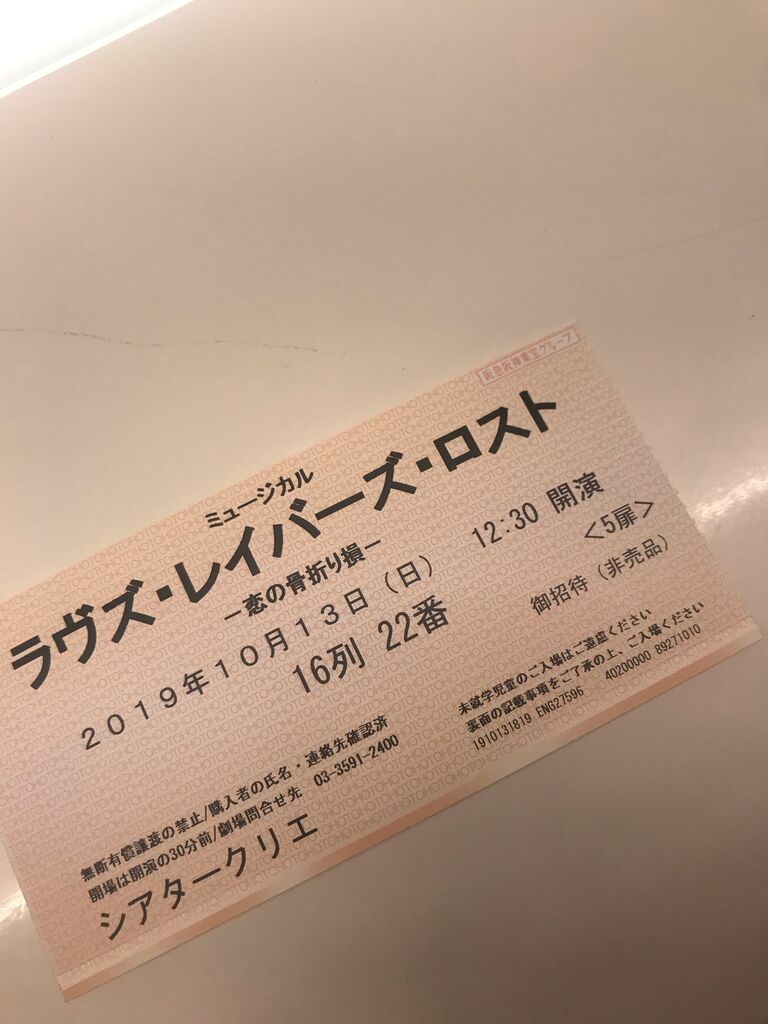 阪急阪神東宝グループ
ミュージカル
ラヴズ・レイバーズ・ロスト
－恋の骨折り損－
2019年10月13日（日） 12:30 開演
16列 22番 <5扉>
御招待（非売品）
無断有償譲渡の禁止/購入者の氏名・連絡先確認済
開場は開演の30分前/劇場問合せ先 03-3591-2400
シアタークリエ
未就学児童のご入場はご遠慮ください
裏面の記載事項をご了承の上、ご入場ください
1910131819 ENG27596 40200000 89271010